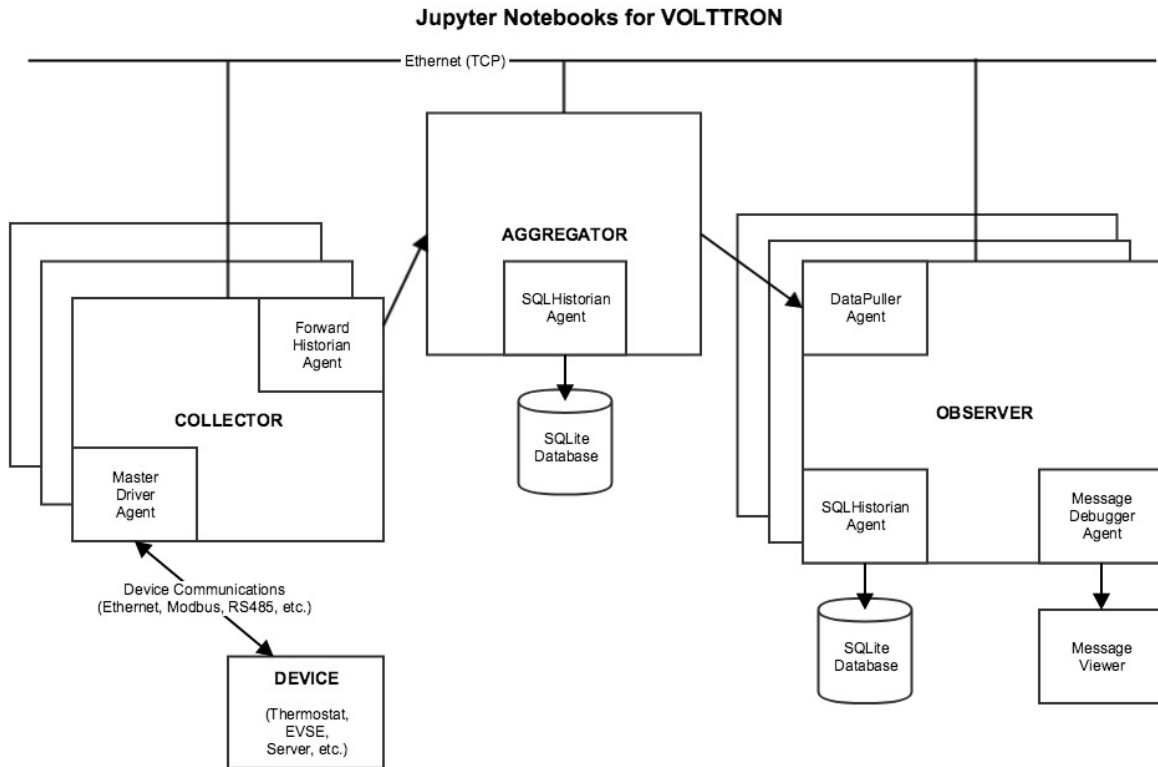 Jupyter Notebooks for VOLTTRON
Ethernet (TCP)
Forward
Historian
Agent
COLLECTOR
Master
Driver
Agent
Device Communications
(Ethernet, Modbus, RS485, etc.)
DEVICE
(Thermostat,
EVSE,
Server, etc.)
AGGREGATOR
SQLHistorian
Agent
SQLite
Database
DataPuller
Agent
OBSERVER
SQLHistorian
Agent
Message
Debugger
Agent
SQLite
Database
Message
Viewer